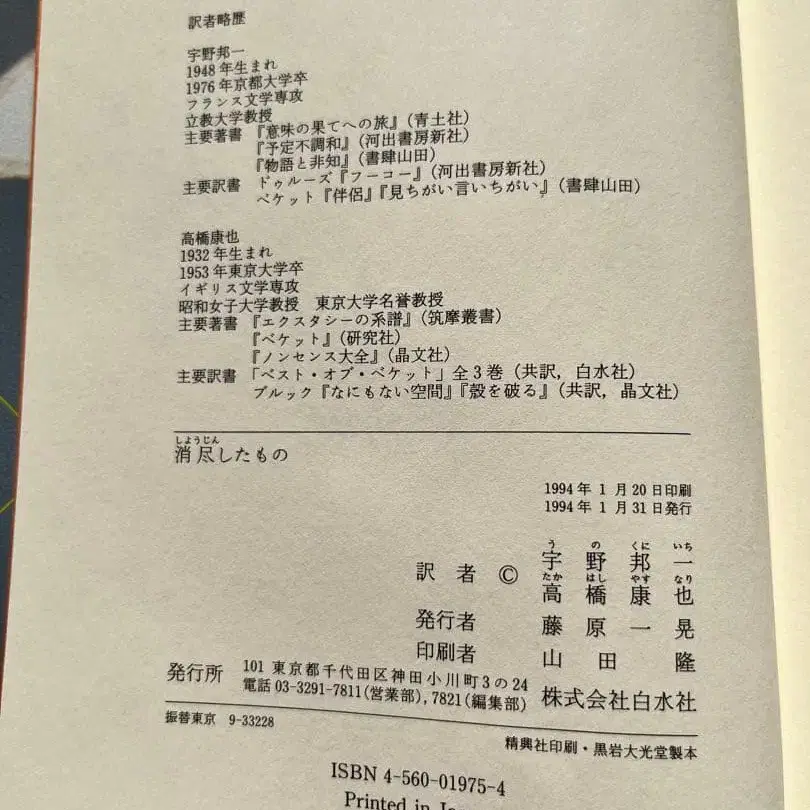 訳者略歴
宇野邦一
1948年生まれ
1976年京都大学卒
フランス文学専攻
立教大学教授
主要著書 『意味の果てへの旅』(青土社)
『予定不調和』(河出書房新社)
『物語と非知』(書肆山田)
主要訳書 ドゥルーズ『フーコー』(河出書房新社)
ベケット『伴侶』『見ちがい言いちがい』(書肆山田)
高橋康也
1932年生まれ
1953年東京大学卒
イギリス文学専攻
昭和女子大学教授 東京大学名誉教授
主要著書 『エクスタシーの系譜』(筑摩叢書)
『ベケット』(研究社)
『ノンセンス大全』(晶文社)
主要訳書 「ベスト・オブ・ベケット」全3巻(共訳,白水社)
ブルック『なにもない空間』『殻を破る』(共訳,晶文社)
しょうじん
消尽したもの
1994年1月20日印刷
1994年1月31日発行
う の くに いち
訳者 © 宇野邦一
たか はし やす なり
高橋康也
発行者 藤原一晃
印刷者 山田隆
発行所 101 東京都千代田区神田小川町3の24
電話03-3291-7811(営業部),7821(編集部)
株式会社白水社
振替東京 9-33228
精興社印刷・黒岩大光堂製本
ISBN 4-560-01975-4
Printed in